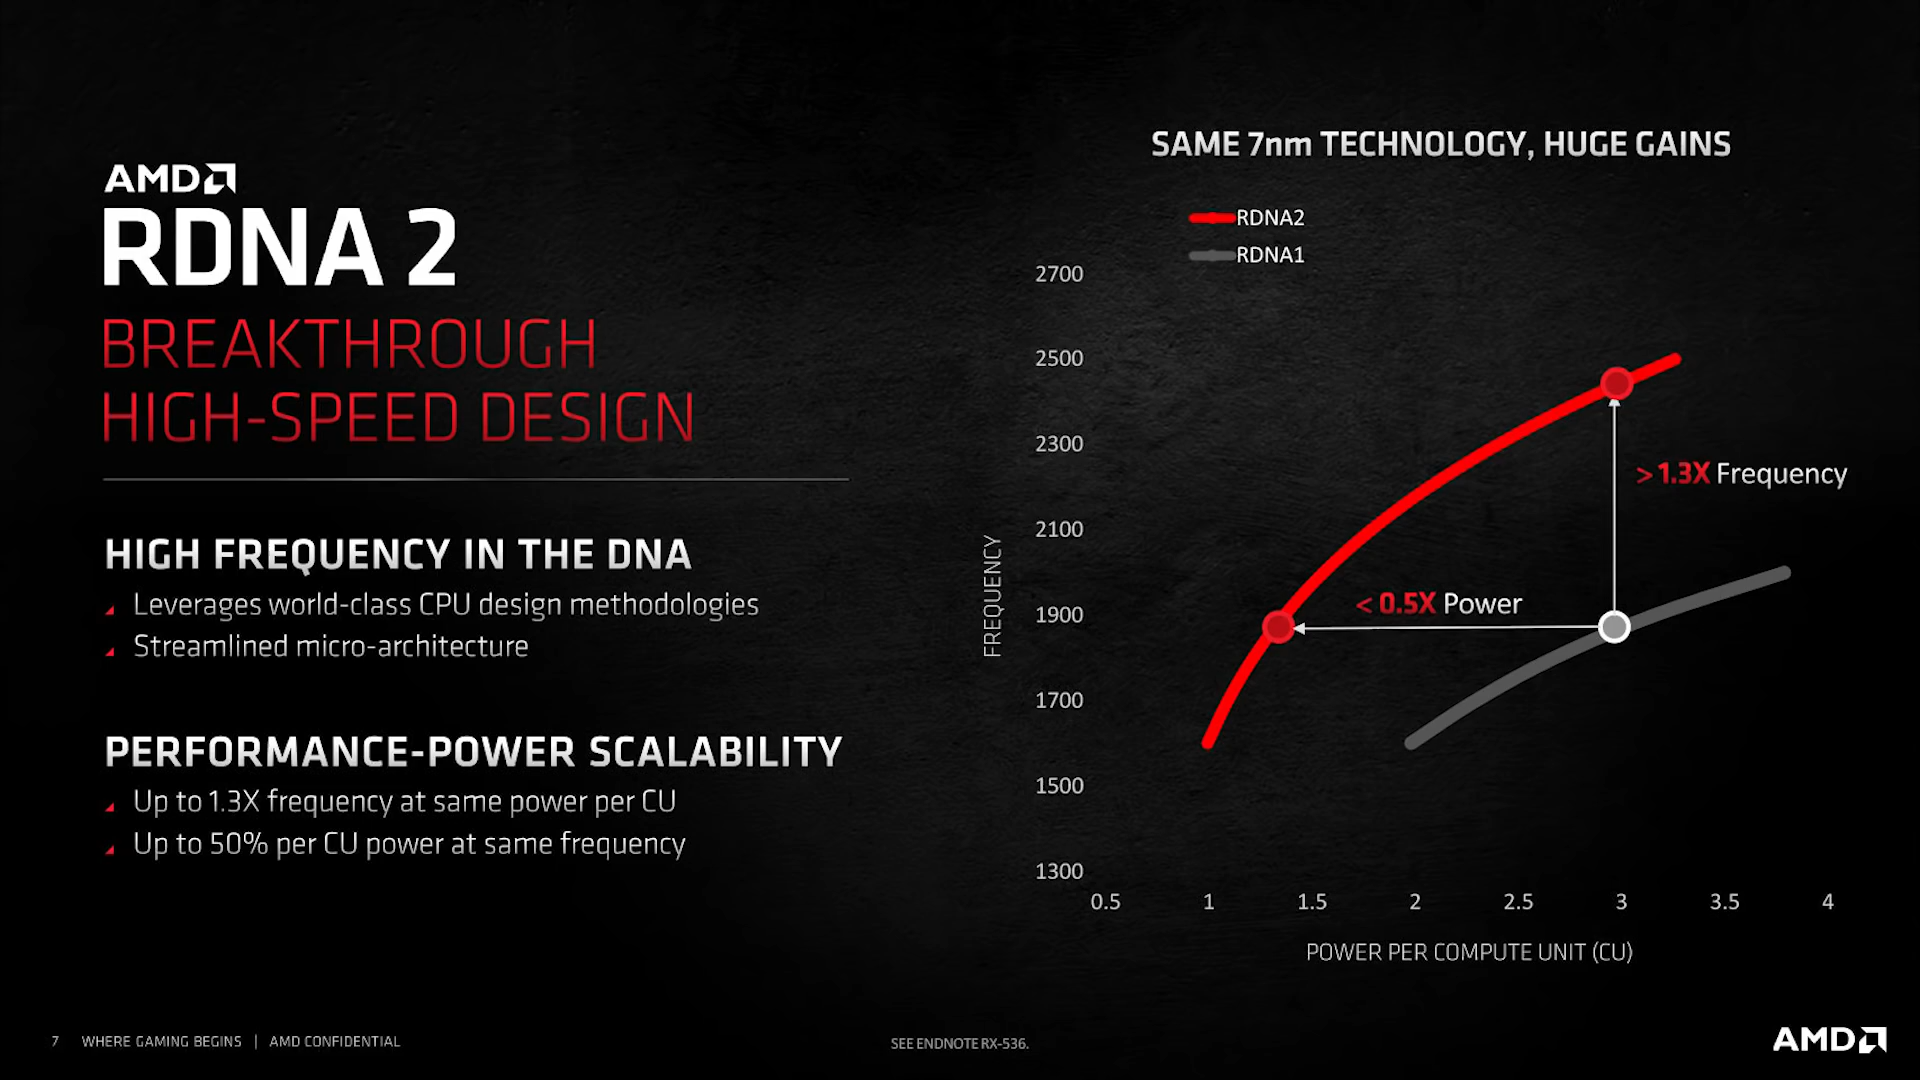 AMD
RDNA 2
BREAKTHROUGH
HIGH-SPEED DESIGN
HIGH FREQUENCY IN THE DNA
Leverages world-class CPU design methodologies
Streamlined micro-architecture
PERFORMANCE-POWER SCALABILITY
Up to 1.3X frequency at same power per CU
Up to 50% per CU power at same frequency
SAME 7nm TECHNOLOGY, HUGE GAINS
RDNA2
RDNA1
2700
2500
2300
2100
1900
1700
1500
1300
FREQUENCY
> 1.3X Frequency
< 0.5X Power
0.5 1 1.5 2 2.5 3 3.5 4
POWER PER COMPUTE UNIT (CU)
7 WHERE GAMING BEGINS | AMD CONFIDENTIAL
SEE ENDNOTE RX-536.
AMD